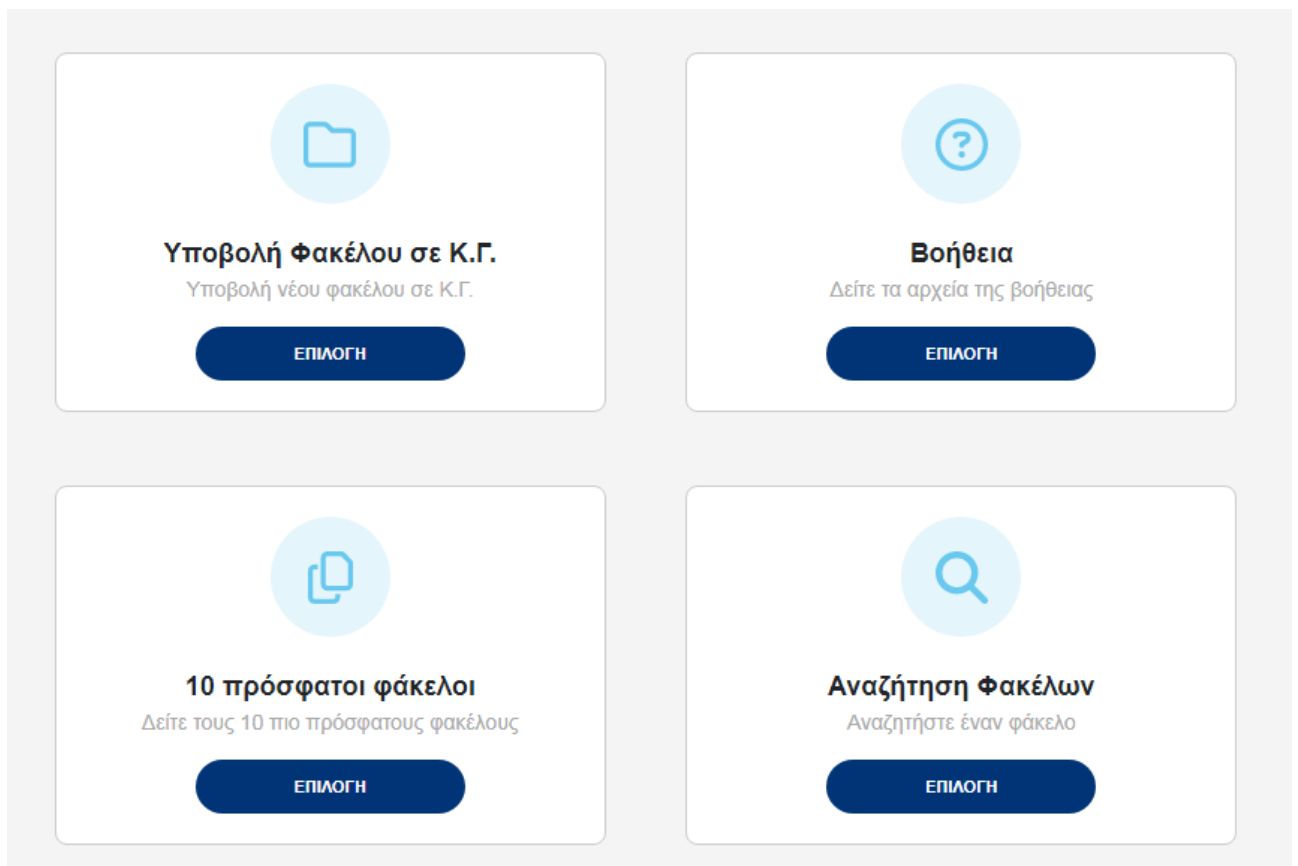 Υποβολή Φακέλου σε Κ.Γ.
Υποβολή νέου φακέλου σε Κ.Γ.
ΕΠΙΛΟΓΗ
Βοήθεια
Δείτε τα αρχεία της βοήθειας
ΕΠΙΛΟΓΗ
10 πρόσφατοι φάκελοι
Δείτε τους 10 πιο πρόσφατους φακέλους
ΕΠΙΛΟΓΗ
Αναζήτηση Φακέλων
Αναζητήστε έναν φάκελο
ΕΠΙΛΟΓΗ